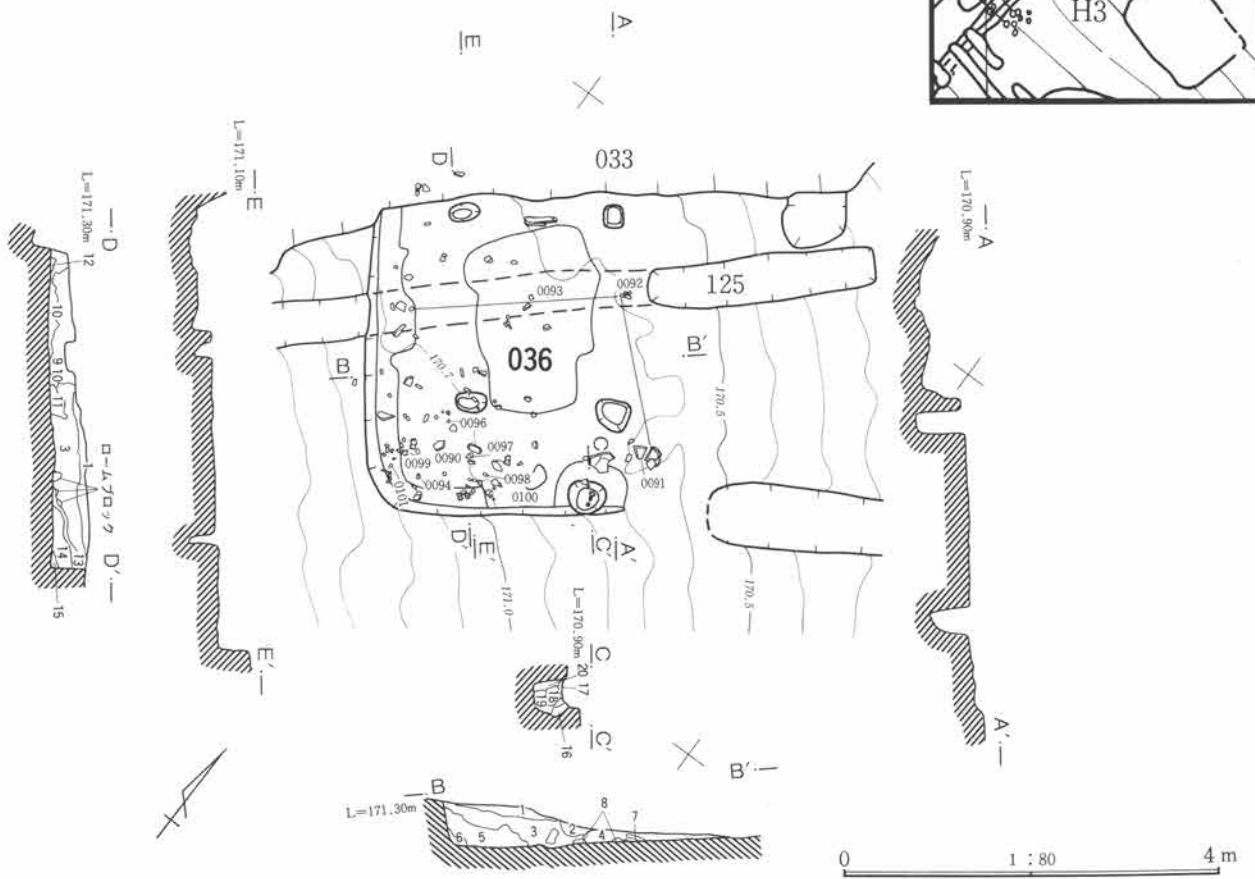 H3
A
E
033
D
L=171.30m
D
12
10
9
10
11
3
1
ロームブロック
14
13
15
D′
L=171.10m
E
E′
L=170.90m
A
A′
125
0092
0093
B′
B
036
170.7
170.5
0096
0097
0090
0099
0098
0094
0101
0100
0091
C
D′
E′
C′
A′
171.0
170.5
L=170.90m
C
20
17
18
19
16
C′
B′
B
L=171.30m
1
8
7
2
3
4
5
6
0 1:80 4m